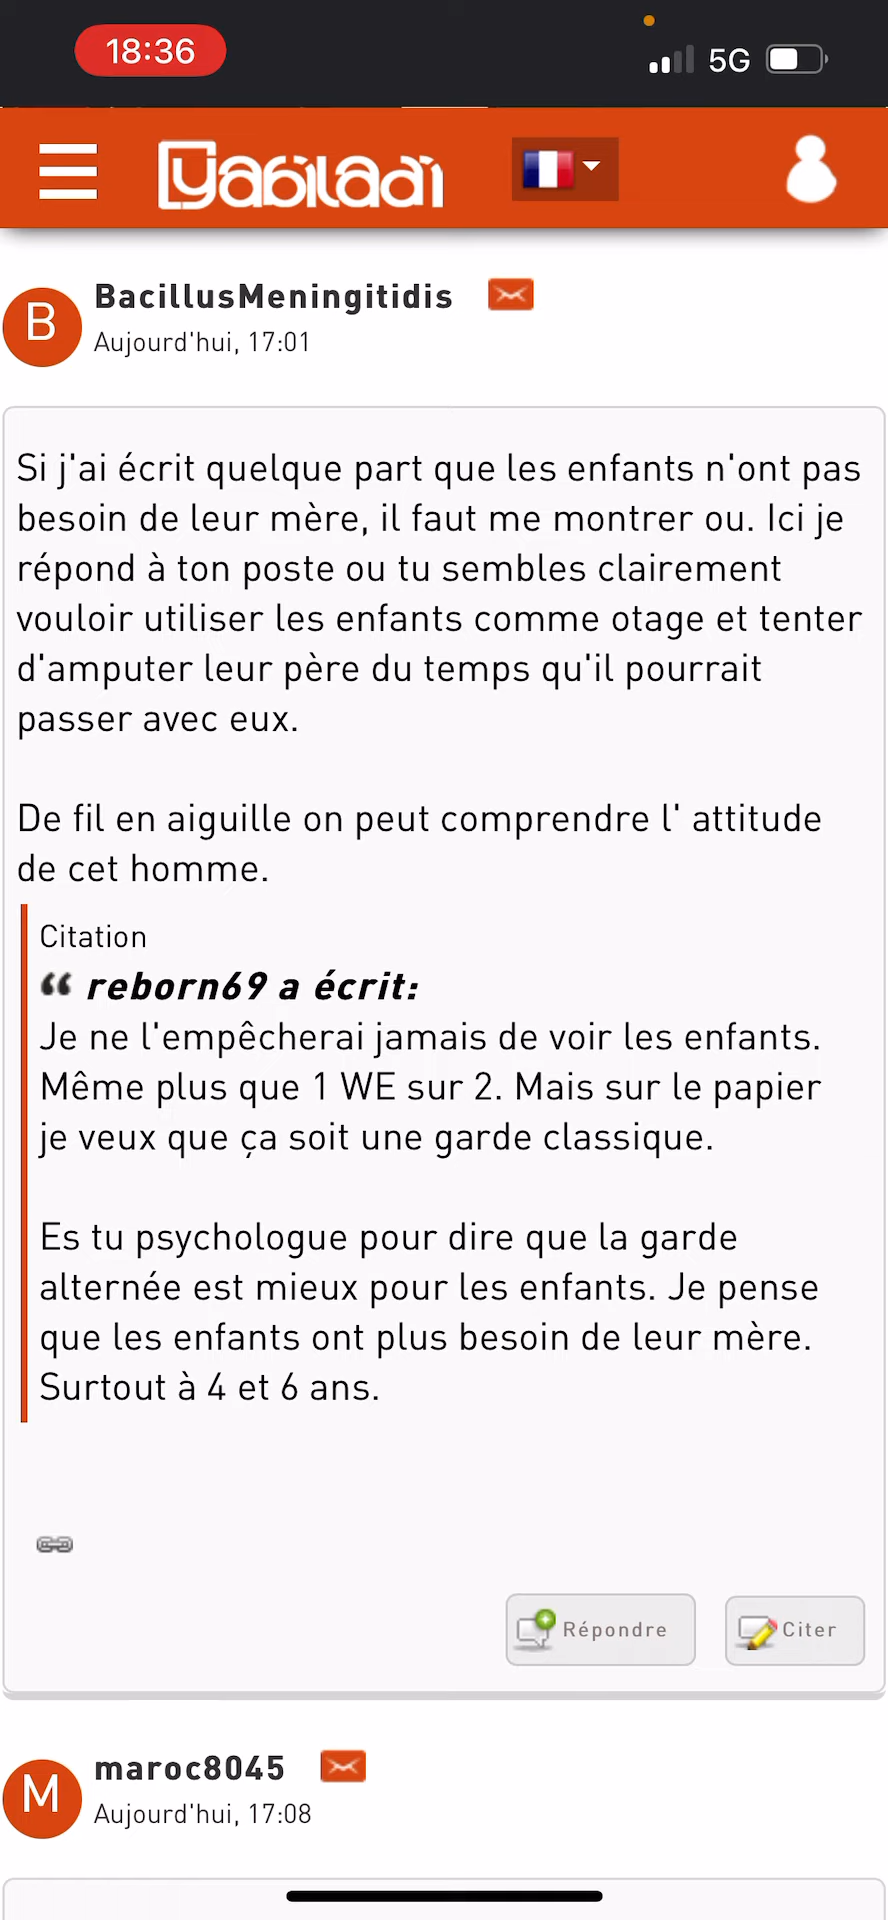 18:36
5G
yabiladi
B
BacillusMeningitidis
Aujourd'hui, 17:01
Si j'ai écrit quelque part que les enfants n'ont pas
besoin de leur mère, il faut me montrer ou. Ici je
répond à ton poste ou tu sembles clairement
vouloir utiliser les enfants comme otage et tenter
d'amputer leur père du temps qu'il pourrait
passer avec eux.
De fil en aiguille on peut comprendre l' attitude
de cet homme.
Citation
“ reborn69 a écrit:
Je ne l'empêcherai jamais de voir les enfants.
Même plus que 1 WE sur 2. Mais sur le papier
je veux que ça soit une garde classique.
Es tu psychologue pour dire que la garde
alternée est mieux pour les enfants. Je pense
que les enfants ont plus besoin de leur mère.
Surtout à 4 et 6 ans.
Répondre
Citer
M
maroc8045
Aujourd'hui, 17:08